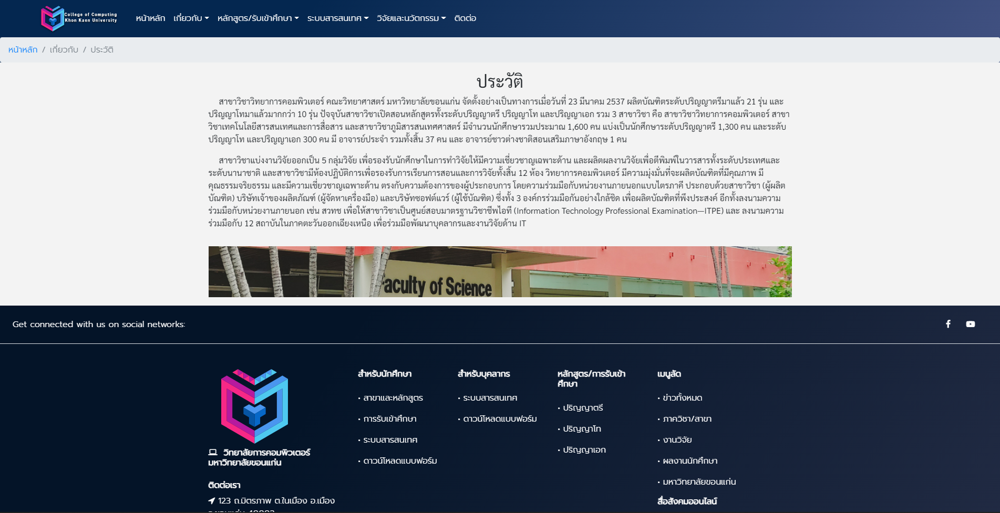 College of Computing
Khon Kaen University
หน้าหลัก เกี่ยวกับ หลักสูตร/รับเข้าศึกษา ระบบสารสนเทศ วิจัยและนวัตกรรม ติดต่อ
หน้าหลัก / เกี่ยวกับ / ประวัติ
ประวัติ
สาขาวิชาวิทยาการคอมพิวเตอร์ คณะวิทยาศาสตร์ มหาวิทยาลัยขอนแก่น จัดตั้งอย่างเป็นทางการเมื่อวันที่ 23 มีนาคม 2537 ผลิตบัณฑิตระดับปริญญาตรีมาแล้ว 21 รุ่น และ
ปริญญาโทมาแล้วมากกว่า 10 รุ่น ปัจจุบันสาขาวิชาเปิดสอนหลักสูตรทั้งระดับปริญญาตรี ปริญญาโท และปริญญาเอก รวม 3 สาขาวิชา คือ สาขาวิชาวิทยาการคอมพิวเตอร์ สาขา
วิชาเทคโนโลยีสารสนเทศและการสื่อสาร และสาขาวิชาภูมิสารสนเทศศาสตร์ มีจำนวนนักศึกษารวมประมาณ 1,600 คน แบ่งเป็นนักศึกษาระดับปริญญาตรี 1,300 คน และระดับ
ปริญญาโท และปริญญาเอก 300 คน มี อาจารย์ประจำ รวมทั้งสิ้น 37 คน และ อาจารย์ชาวต่างชาติสอนเสริมภาษาอังกฤษ 1 คน
สาขาวิชาแบ่งงานวิจัยออกเป็น 5 กลุ่มวิจัย เพื่อรองรับนักศึกษาในการทำวิจัยให้มีความเชี่ยวชาญเฉพาะด้าน และผลิตผลงานวิจัยเพื่อตีพิมพ์ในวารสารทั้งระดับประเทศและ
ระดับนานาชาติ และสาขาวิชามีห้องปฏิบัติการเพื่อรองรับการเรียนการสอนและการวิจัยทั้งสิ้น 12 ห้อง วิทยาการคอมพิวเตอร์ มีความมุ่งมั่นที่จะผลิตบัณฑิตที่มีคุณภาพ มี
คุณธรรมจริยธรรม และมีความเชี่ยวชาญเฉพาะด้าน ตรงกับความต้องการของผู้ประกอบการ โดยความร่วมมือกับหน่วยงานภายนอกแบบไตรภาคี ประกอบด้วยสาขาวิชา (ผู้ผลิต
บัณฑิต) บริษัทเจ้าของผลิตภัณฑ์ (ผู้จัดหาเครื่องมือ) และบริษัทซอฟต์แวร์ (ผู้ใช้บัณฑิต) ซึ่งทั้ง 3 องค์กรร่วมมือกันอย่างใกล้ชิด เพื่อผลิตบัณฑิตที่พึงประสงค์ อีกทั้งลงนามความ
ร่วมมือกับหน่วยงานภายนอก เช่น สวทช เพื่อให้สาขาวิชาเป็นศูนย์สอบมาตรฐานวิชาชีพไอที (Information Technology Professional Examination—ITPE) และ ลงนามความ
ร่วมมือกับ 12 สถาบันในภาคตะวันออกเฉียงเหนือ เพื่อร่วมมือพัฒนาบุคลากรและงานวิจัยด้าน IT
Faculty of Science
Get connected with us on social networks:
วิทยาลัยการคอมพิวเตอร์
มหาวิทยาลัยขอนแก่น
ติดต่อเรา
123 ถ.มิตรภาพ ต.ในเมือง อ.เมือง
สำหรับนักศึกษา
• สาขาและหลักสูตร
• การรับเข้าศึกษา
• ระบบสารสนเทศ
• ดาวน์โหลดแบบฟอร์ม
สำหรับบุคลากร
• ระบบสารสนเทศ
• ดาวน์โหลดแบบฟอร์ม
หลักสูตร/การรับเข้า
ศึกษา
• ปริญญาตรี
• ปริญญาโท
• ปริญญาเอก
เมนูลัด
• ข่าวทั้งหมด
• ภาควิชา/สาขา
• งานวิจัย
• ผลงานนักศึกษา
• มหาวิทยาลัยขอนแก่น
สื่อสังคมออนไลน์